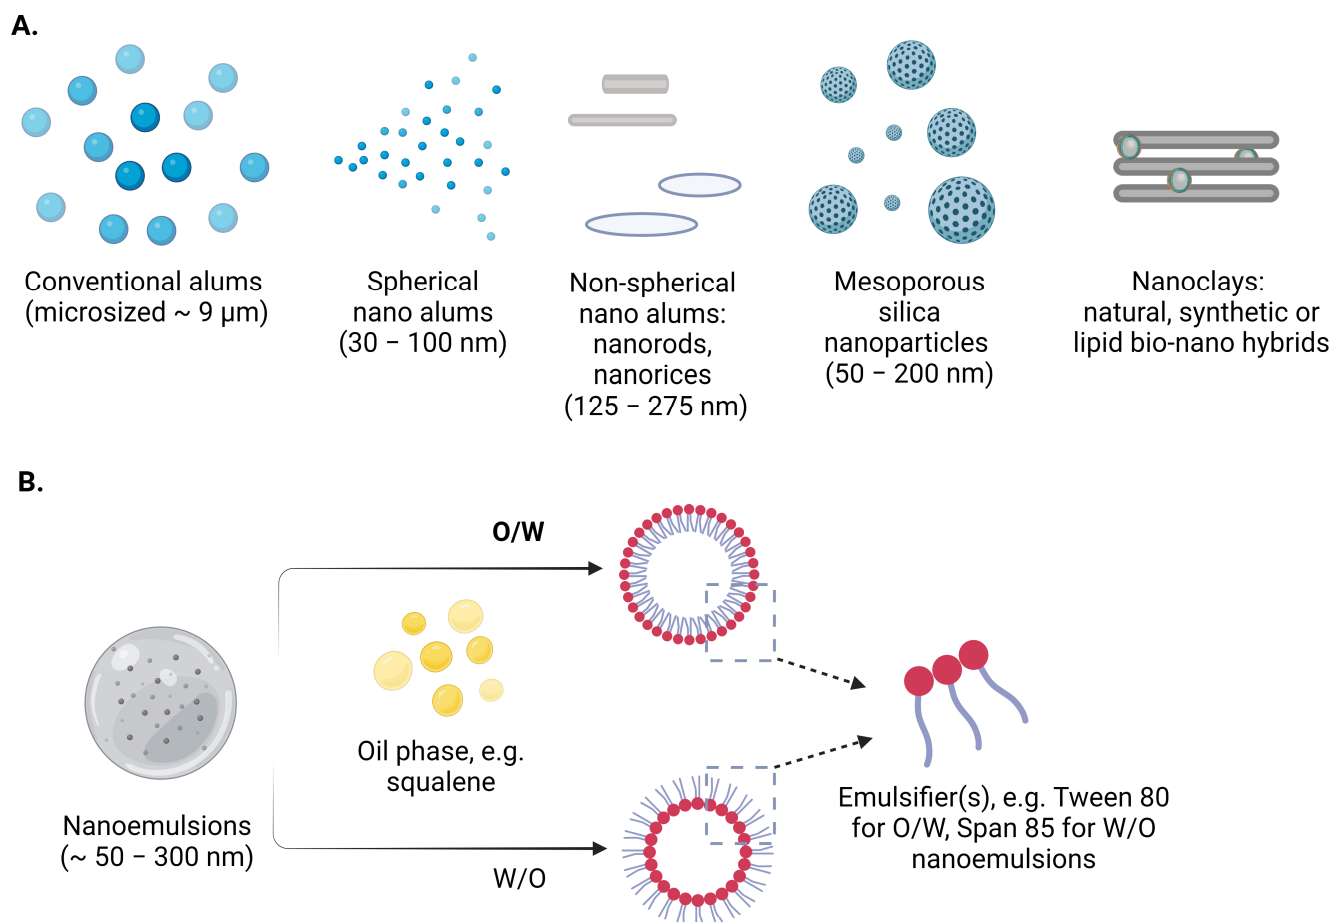 A.
Conventional alums
(microsized ~ 9 μm)
Spherical
nano alums
(30 – 100 nm)
Non-spherical
nano alums:
nanorods,
nanorices
(125 – 275 nm)
Mesoporous
silica
nanoparticles
(50 – 200 nm)
Nanoclays:
natural, synthetic or
lipid bio-nano hybrids
B.
O/W
Oil phase, e.g.
squalene
Nanoemulsions
(~ 50 – 300 nm)
W/O
Emulsifier(s), e.g. Tween 80
for O/W, Span 85 for W/O
nanoemulsions